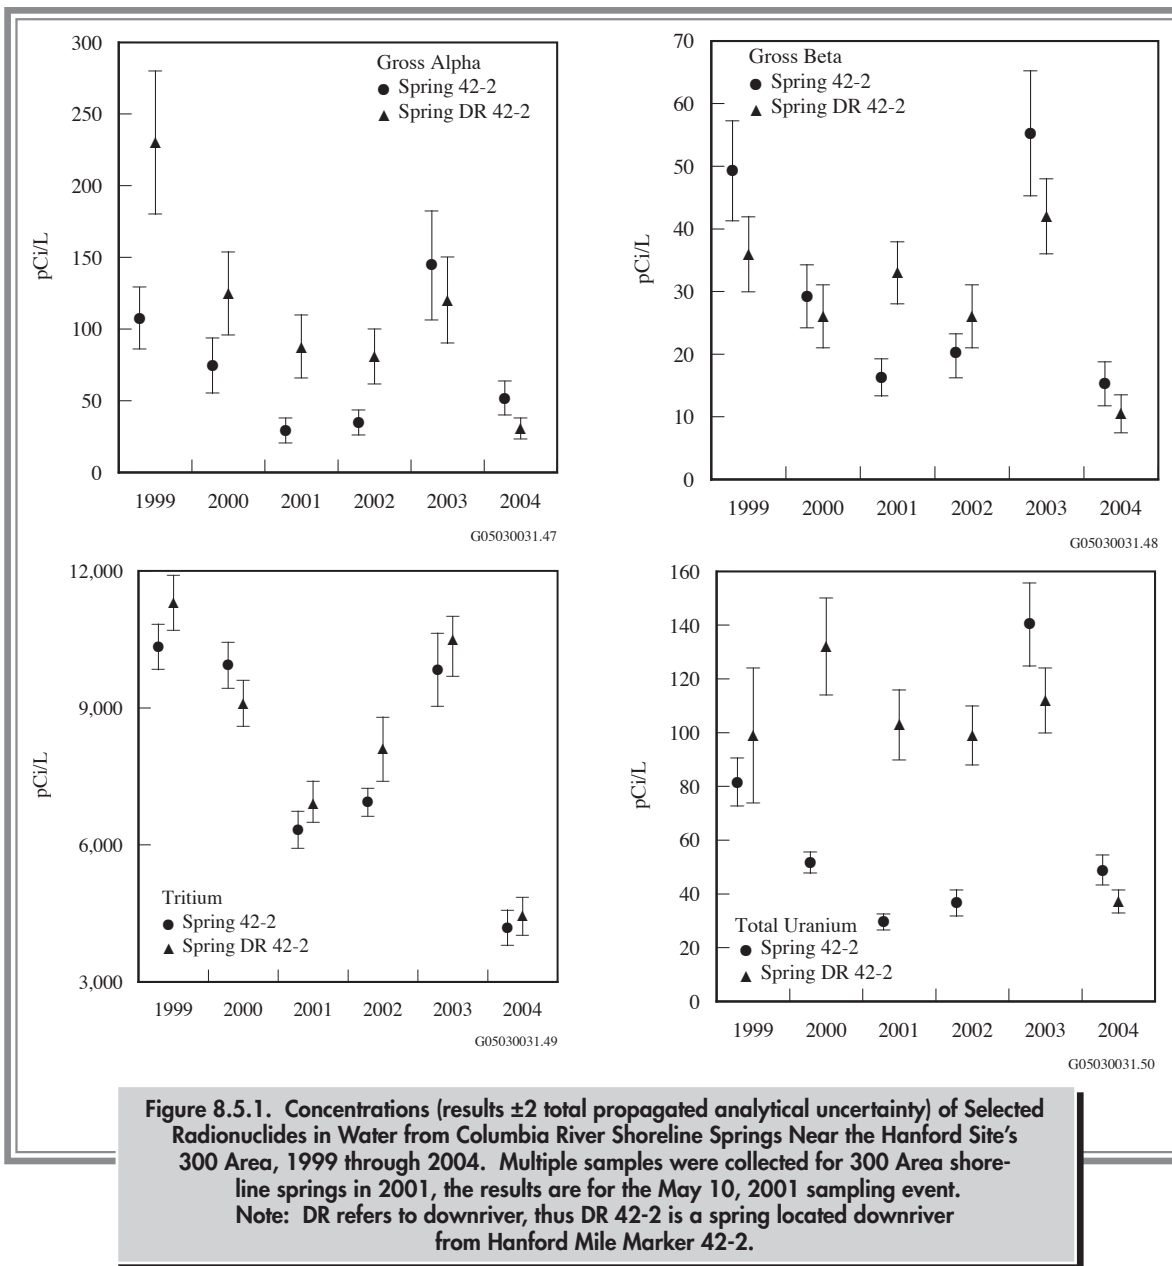 300
250
200
150
100
50
0
pCi/L
Gross Alpha
Spring 42-2
Spring DR 42-2
1999 2000 2001 2002 2003 2004
G05030031.47
70
60
50
40
30
20
10
0
pCi/L
Gross Beta
Spring 42-2
Spring DR 42-2
1999 2000 2001 2002 2003 2004
G05030031.48
12,000
9,000
6,000
3,000
pCi/L
Tritium
Spring 42-2
Spring DR 42-2
1999 2000 2001 2002 2003 2004
G05030031.49
160
140
120
100
80
60
40
20
0
pCi/L
Total Uranium
Spring 42-2
Spring DR 42-2
1999 2000 2001 2002 2003 2004
G05030031.50
Figure 8.5.1. Concentrations (results ±2 total propagated analytical uncertainty) of Selected
Radionuclides in Water from Columbia River Shoreline Springs Near the Hanford Site's
300 Area, 1999 through 2004. Multiple samples were collected for 300 Area shore-
line springs in 2001, the results are for the May 10, 2001 sampling event.
Note: DR refers to downriver, thus DR 42-2 is a spring located downriver
from Hanford Mile Marker 42-2.